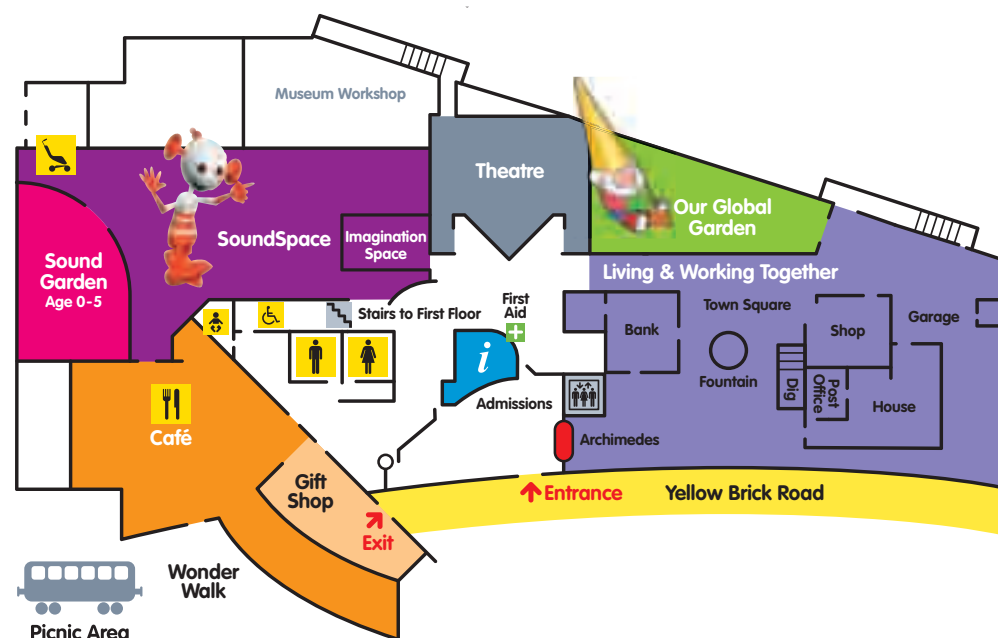 Museum Workshop
Theatre
Our Global
Garden
SoundSpace
Imagination
Space
Sound
Garden
Age 0-5
Living & Working Together
First
Aid
Stairs to First Floor
Town Square
Bank
Shop
Garage
i
Fountain
Dig
Post
Office
House
Admissions
Café
Archimedes
Gift
Shop
Entrance
Yellow Brick Road
Exit
Wonder
Walk
Picnic Area